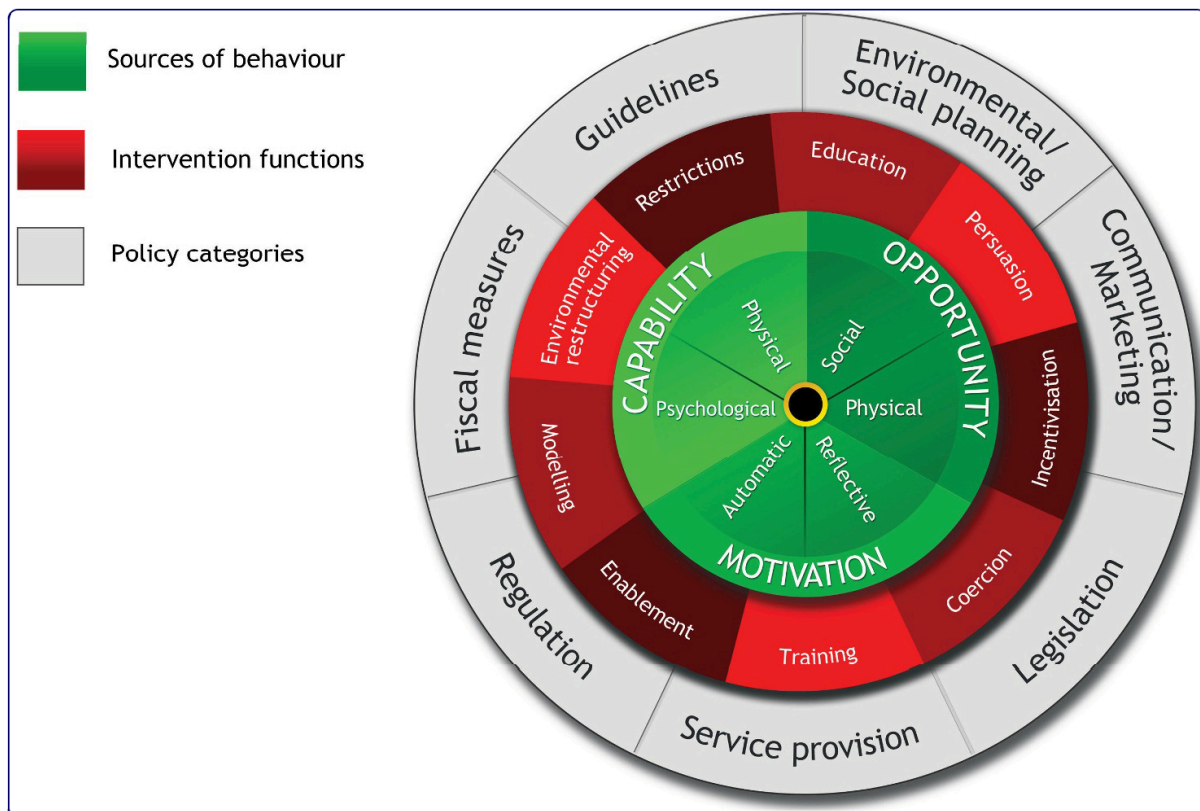 Sources of behaviour
Intervention functions
Policy categories
Guidelines
Environmental/
Social planning
Communication/
Marketing
Legislation
Service provision
Regulation
Fiscal measures
Restrictions
Education
Persuasion
Incentivisation
Coercion
Training
Enablement
Modelling
Environmental
restructuring
CAPABILITY
OPPORTUNITY
MOTIVATION
Physical
Social
Psychological
Physical
Automatic
Reflective